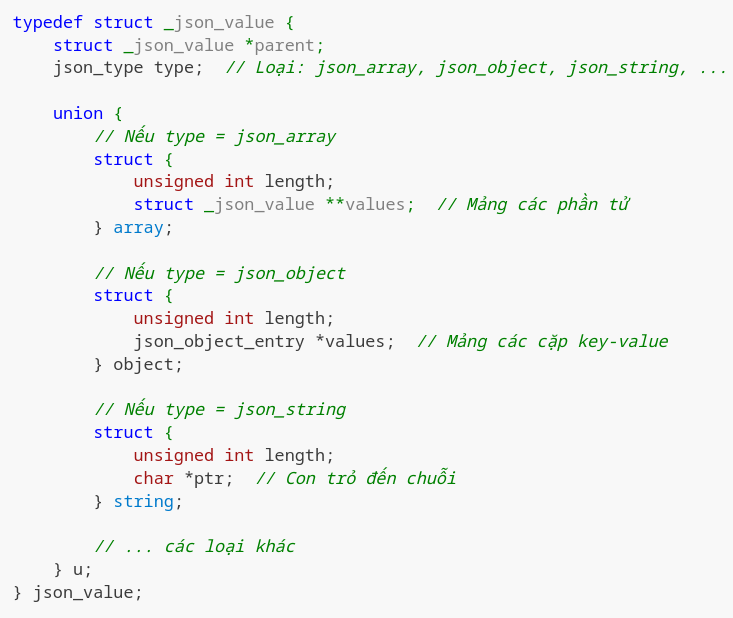 typedef struct _json_value {
    struct _json_value *parent;
    json_type type;  // Loại: json_array, json_object, json_string, ...
    union {
        // Nếu type = json_array
        struct {
            unsigned int length;
            struct _json_value **values;  // Mảng các phần tử
        } array;
        // Nếu type = json_object
        struct {
            unsigned int length;
            json_object_entry *values;  // Mảng các cặp key-value
        } object;
        // Nếu type = json_string
        struct {
            unsigned int length;
            char *ptr;  // Con trỏ đến chuỗi
        } string;
        // ... các loại khác
    } u;
} json_value;